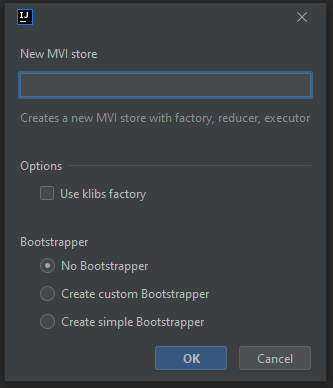 IJ
New MVI store
Creates a new MVI store with factory, reducer, executor
Options
Use klibs factory
Bootstrapper
No Bootstrapper
Create custom Bootstrapper
Create simple Bootstrapper
OK
Cancel